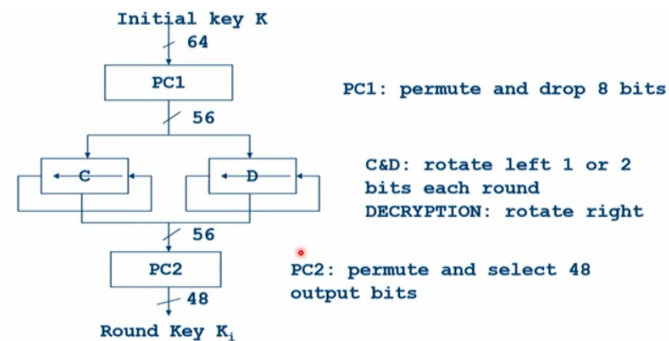 Initial key K
64
PC1
PC1: permute and drop 8 bits
56
C
D
C&D: rotate left 1 or 2
bits each round
DECRYPTION: rotate right
56
PC2
PC2: permute and select 48
output bits
48
Round Key Ki